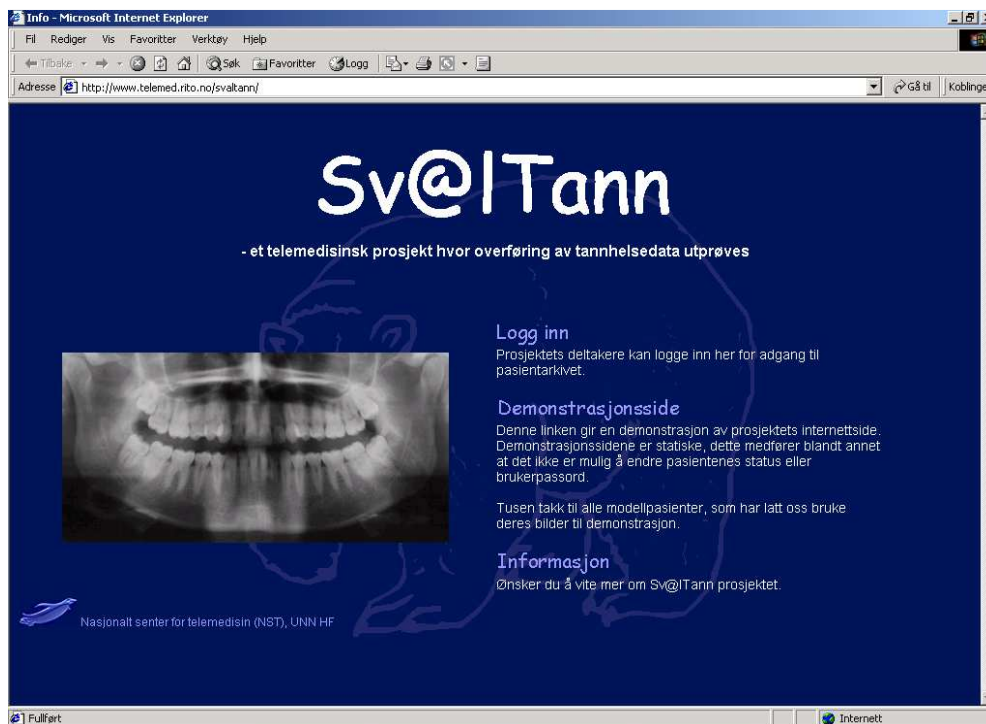 Info - Microsoft Internet Explorer
Fil Rediger Vis Favoritter Verktøy Hjelp
Tilbake Søk Favoritter Logg
Adresse http://www.telemed.rito.no/svaltann/ Gå til Koblinge
Sv@lTann
- et telemedisinsk prosjekt hvor overføring av tannhelsedata utprøves
Logg inn
Prosjektets deltakere kan logge inn her for adgang til
pasientarkivet.
Demonstrasjonsside
Denne linken gir en demonstrasjon av prosjektets internettside.
Demonstrasjonssidene er statiske, dette medfører blandt annet
at det ikke er mulig å endre pasientenes status eller
brukerpassord.
Tusen takk til alle modellpasienter, som har latt oss bruke
deres bilder til demonstrasjon.
Informasjon
Ønsker du å vite mer om Sv@lTann prosjektet.
Nasjonalt senter for telemedisin (NST), UNN HF
Fullført Internett